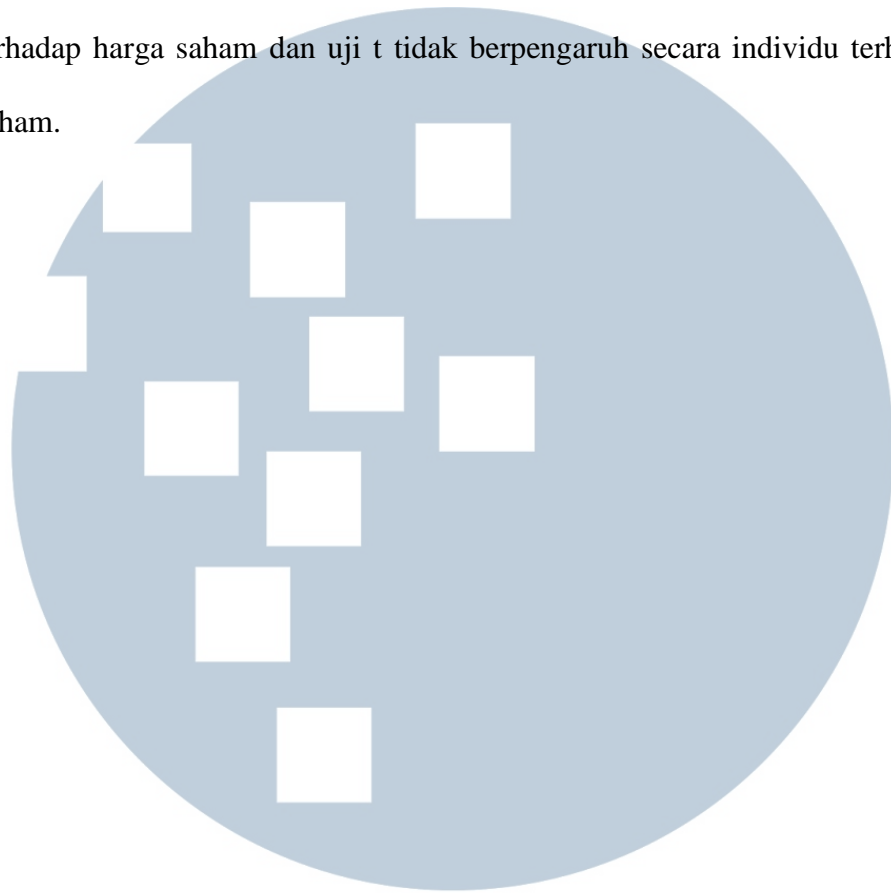 rhadap harga saham dan uji t tidak berpengaruh secara individu terh
ham.